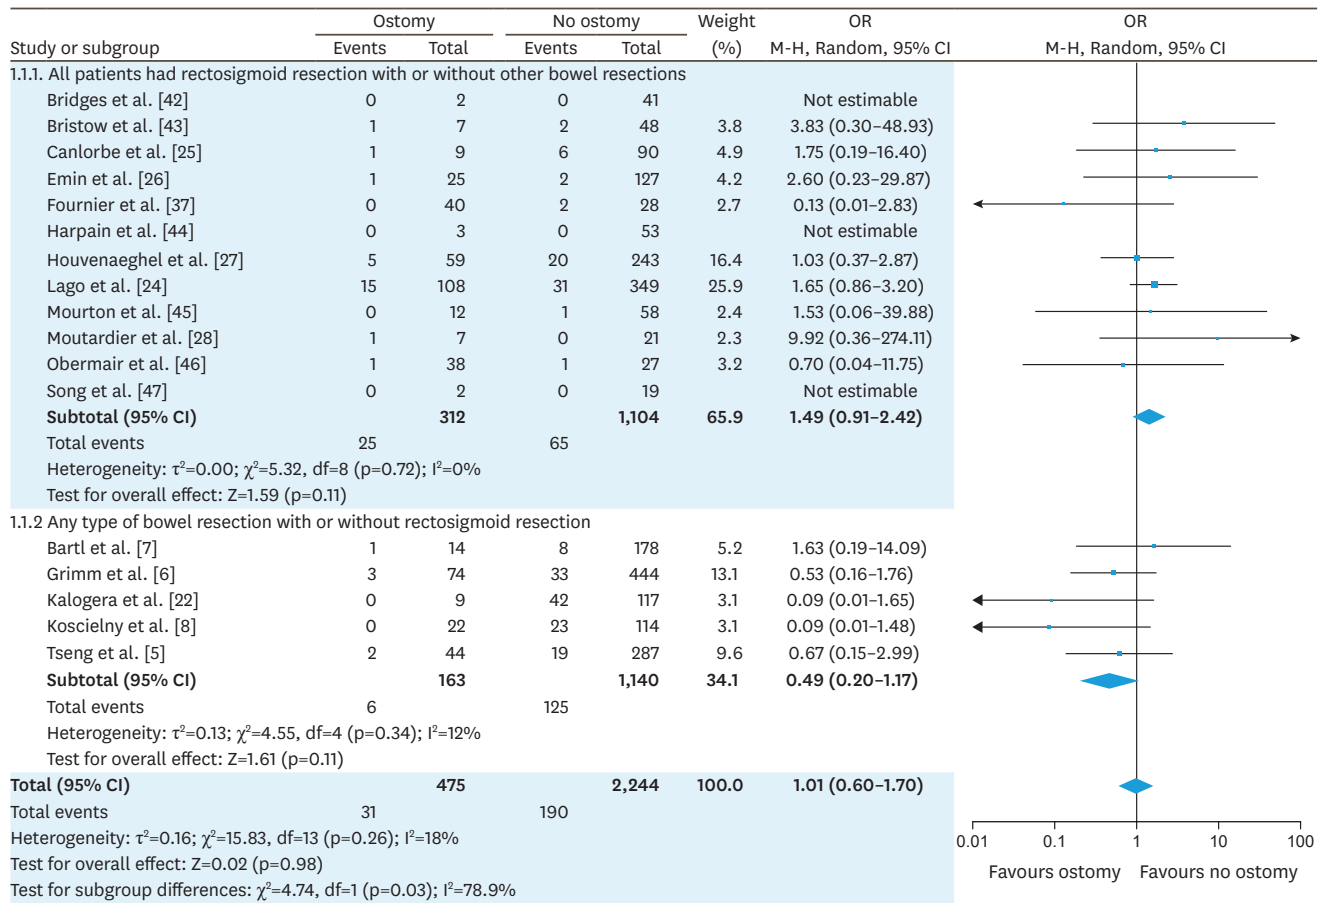 Ostomy No ostomy Weight OR OR
Study or subgroup Events Total Events Total (%) M-H, Random, 95% CI M-H, Random, 95% CI
1.1.1. All patients had rectosigmoid resection with or without other bowel resections
Bridges et al. [42] 0 2 0 41 Not estimable
Bristow et al. [43] 1 7 2 48 3.8 3.83 (0.30–48.93)
Canlorbe et al. [25] 1 9 6 90 4.9 1.75 (0.19–16.40)
Emin et al. [26] 1 25 2 127 4.2 2.60 (0.23–29.87)
Fournier et al. [37] 0 40 2 28 2.7 0.13 (0.01–2.83)
Harpain et al. [44] 0 3 0 53 Not estimable
Houvenaeghel et al. [27] 5 59 20 243 16.4 1.03 (0.37–2.87)
Lago et al. [24] 15 108 31 349 25.9 1.65 (0.86–3.20)
Mourton et al. [45] 0 12 1 58 2.4 1.53 (0.06–39.88)
Moutardier et al. [28] 1 7 0 21 2.3 9.92 (0.36–274.11)
Obermair et al. [46] 1 38 1 27 3.2 0.70 (0.04–11.75)
Song et al. [47] 0 2 0 19 Not estimable
Subtotal (95% CI) 312 1,104 65.9 1.49 (0.91–2.42)
Total events 25 65
Heterogeneity: τ²=0.00; χ²=5.32, df=8 (p=0.72); I²=0%
Test for overall effect: Z=1.59 (p=0.11)
1.1.2 Any type of bowel resection with or without rectosigmoid resection
Bartl et al. [7] 1 14 8 178 5.2 1.63 (0.19–14.09)
Grimm et al. [6] 3 74 33 444 13.1 0.53 (0.16–1.76)
Kalogera et al. [22] 0 9 42 117 3.1 0.09 (0.01–1.65)
Koscielny et al. [8] 0 22 23 114 3.1 0.09 (0.01–1.48)
Tseng et al. [5] 2 44 19 287 9.6 0.67 (0.15–2.99)
Subtotal (95% CI) 163 1,140 34.1 0.49 (0.20–1.17)
Total events 6 125
Heterogeneity: τ²=0.13; χ²=4.55, df=4 (p=0.34); I²=12%
Test for overall effect: Z=1.61 (p=0.11)
Total (95% CI) 475 2,244 100.0 1.01 (0.60–1.70)
Total events 31 190
Heterogeneity: τ²=0.16; χ²=15.83, df=13 (p=0.26); I²=18%
Test for overall effect: Z=0.02 (p=0.98)
Test for subgroup differences: χ²=4.74, df=1 (p=0.03); I²=78.9%
0.01 0.1 1 10 100
Favours ostomy Favours no ostomy